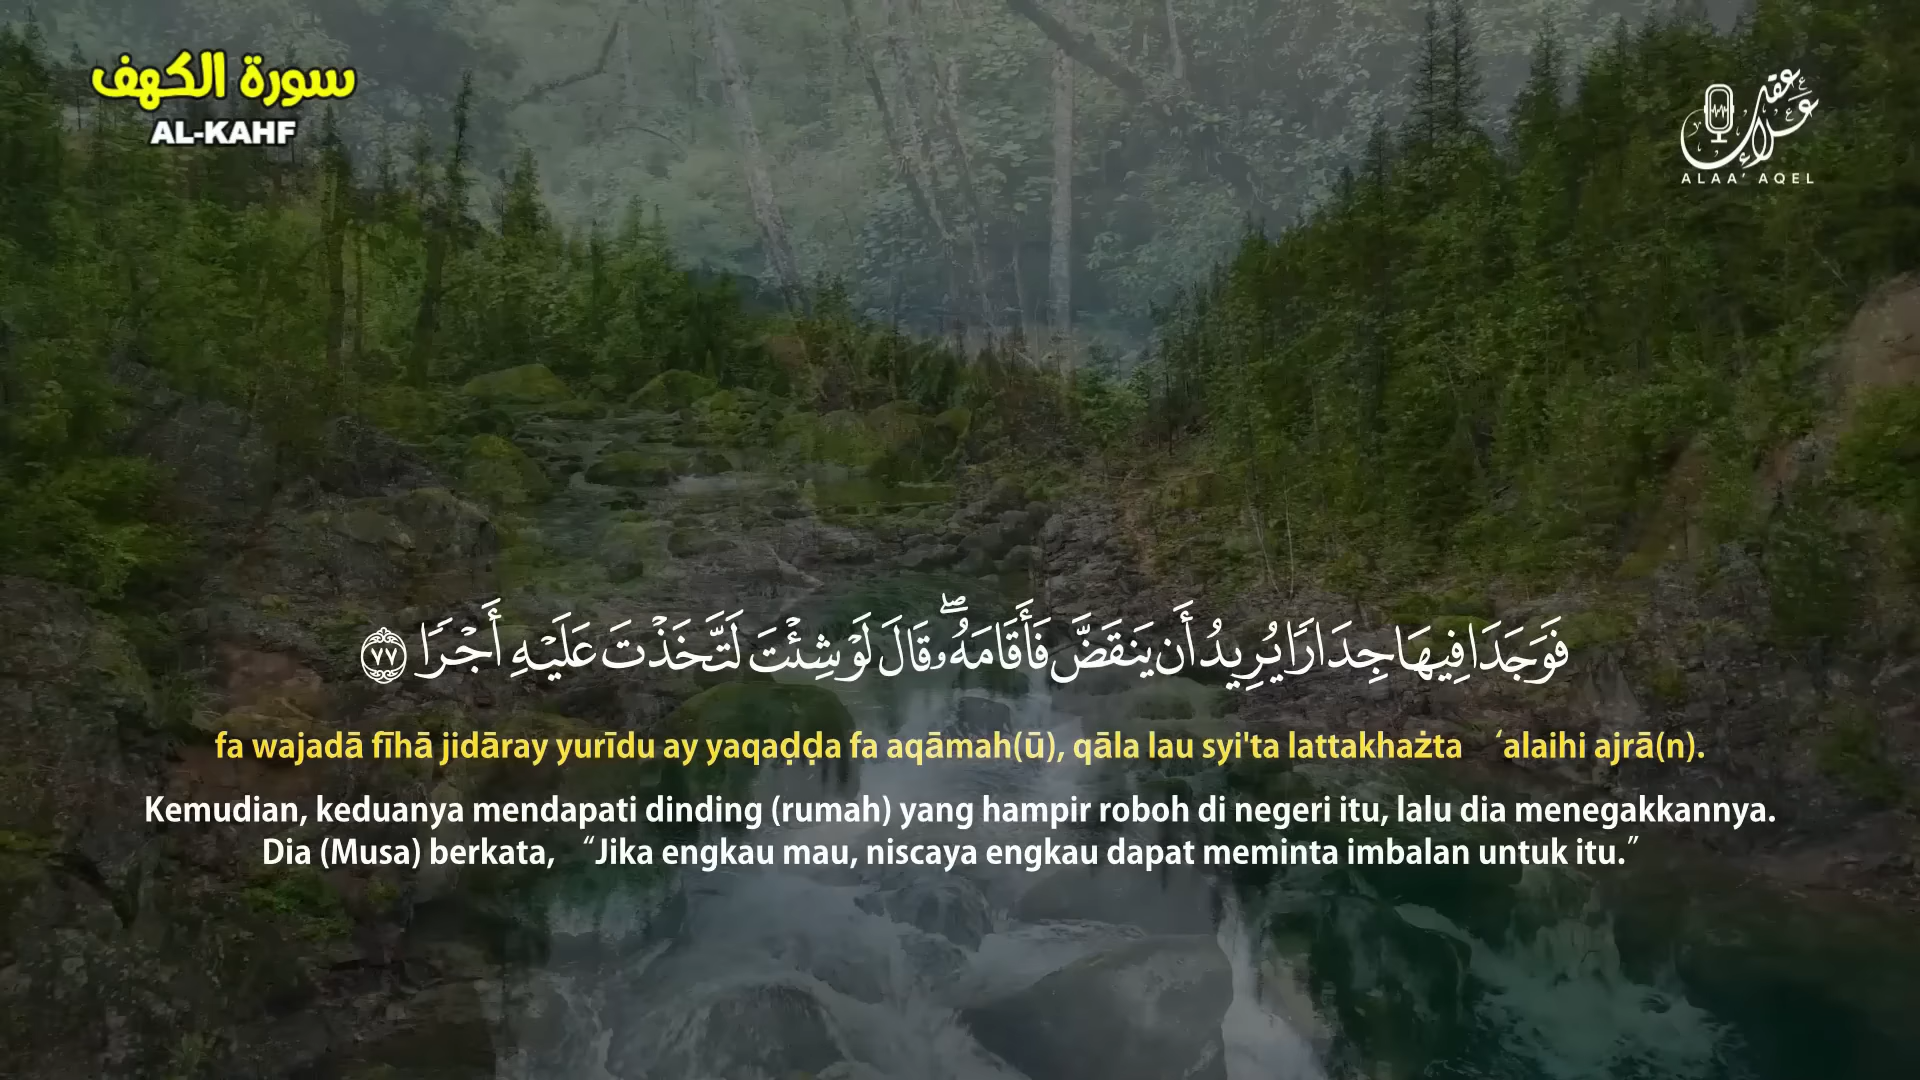 سورة الكهف
AL-KAHF
علاء عقل
ALAA' AQEL
فَوَجَدَا فِيهَا جِدَارًا يُرِيدُ أَن يَنقَضَّ فَأَقَامَهُۥۖ قَالَ لَوْ شِئْتَ لَتَّخَذْتَ عَلَيْهِ أَجْرًا ٧٧
fa wajadā fīhā jidāray yurīdu ay yaqaḍḍa fa aqāmah(ū), qāla lau syi'ta lattakhażta ‘alaihi ajrā(n).
Kemudian, keduanya mendapati dinding (rumah) yang hampir roboh di negeri itu, lalu dia menegakkannya.
Dia (Musa) berkata, “Jika engkau mau, niscaya engkau dapat meminta imbalan untuk itu.”